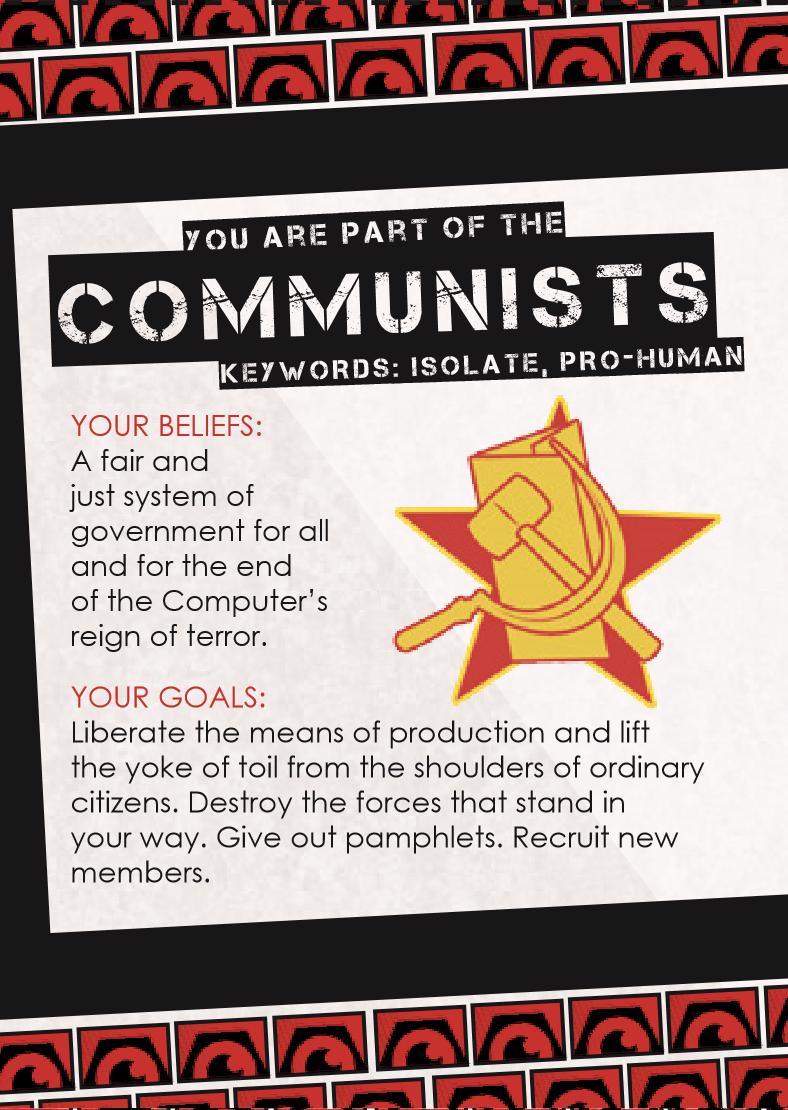 YOU ARE PART OF THE
COMMUNISTS
KEYWORDS: ISOLATE, PRO-HUMAN
YOUR BELIEFS:
A fair and
just system of
government for all
and for the end
of the Computer's
reign of terror.
YOUR GOALS:
Liberate the means of production and lift
the yoke of toil from the shoulders of ordinary
citizens. Destroy the forces that stand in
your way. Give out pamphlets. Recruit new
members.